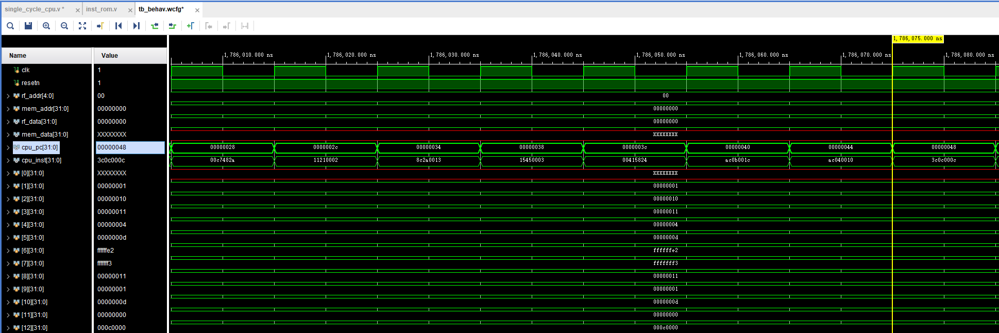 single_cycle_cpu.v * × inst_rom.v × tb_behav.wcfg* ×
1,786,075.000 ns
Name Value 1,786,010.000 ns 1,786,020.000 ns 1,786,030.000 ns 1,786,040.000 ns 1,786,050.000 ns 1,786,060.000 ns 1,786,070.000 ns 1,786,080.000 ns
clk 1
resetn 1
rf_addr[4:0] 00 00
mem_addr[31:0] 00000000 00000000
rf_data[31:0] 00000000 00000000
mem_data[31:0] XXXXXXXX XXXXXXXX
cpu_pc[31:0] 00000048 00000028 0000002c 00000034 00000038 0000003c 00000040 00000044 00000048
cpu_inst[31:0] 3c0c000c 00c7482a 11210002 8c2a0013 15450003 00415824 ac0b001c ac040010 3c0c000c
[0][31:0] XXXXXXXX XXXXXXXX
[1][31:0] 00000001 00000001
[2][31:0] 00000010 00000010
[3][31:0] 00000011 00000011
[4][31:0] 00000004 00000004
[5][31:0] 0000000d 0000000d
[6][31:0] ffffffe2 ffffffe2
[7][31:0] fffffff3 fffffff3
[8][31:0] 00000011 00000011
[9][31:0] 00000001 00000001
[10][31:0] 0000000d 0000000d
[11][31:0] 00000000 00000000
[12][31:0] 000c0000 000c0000